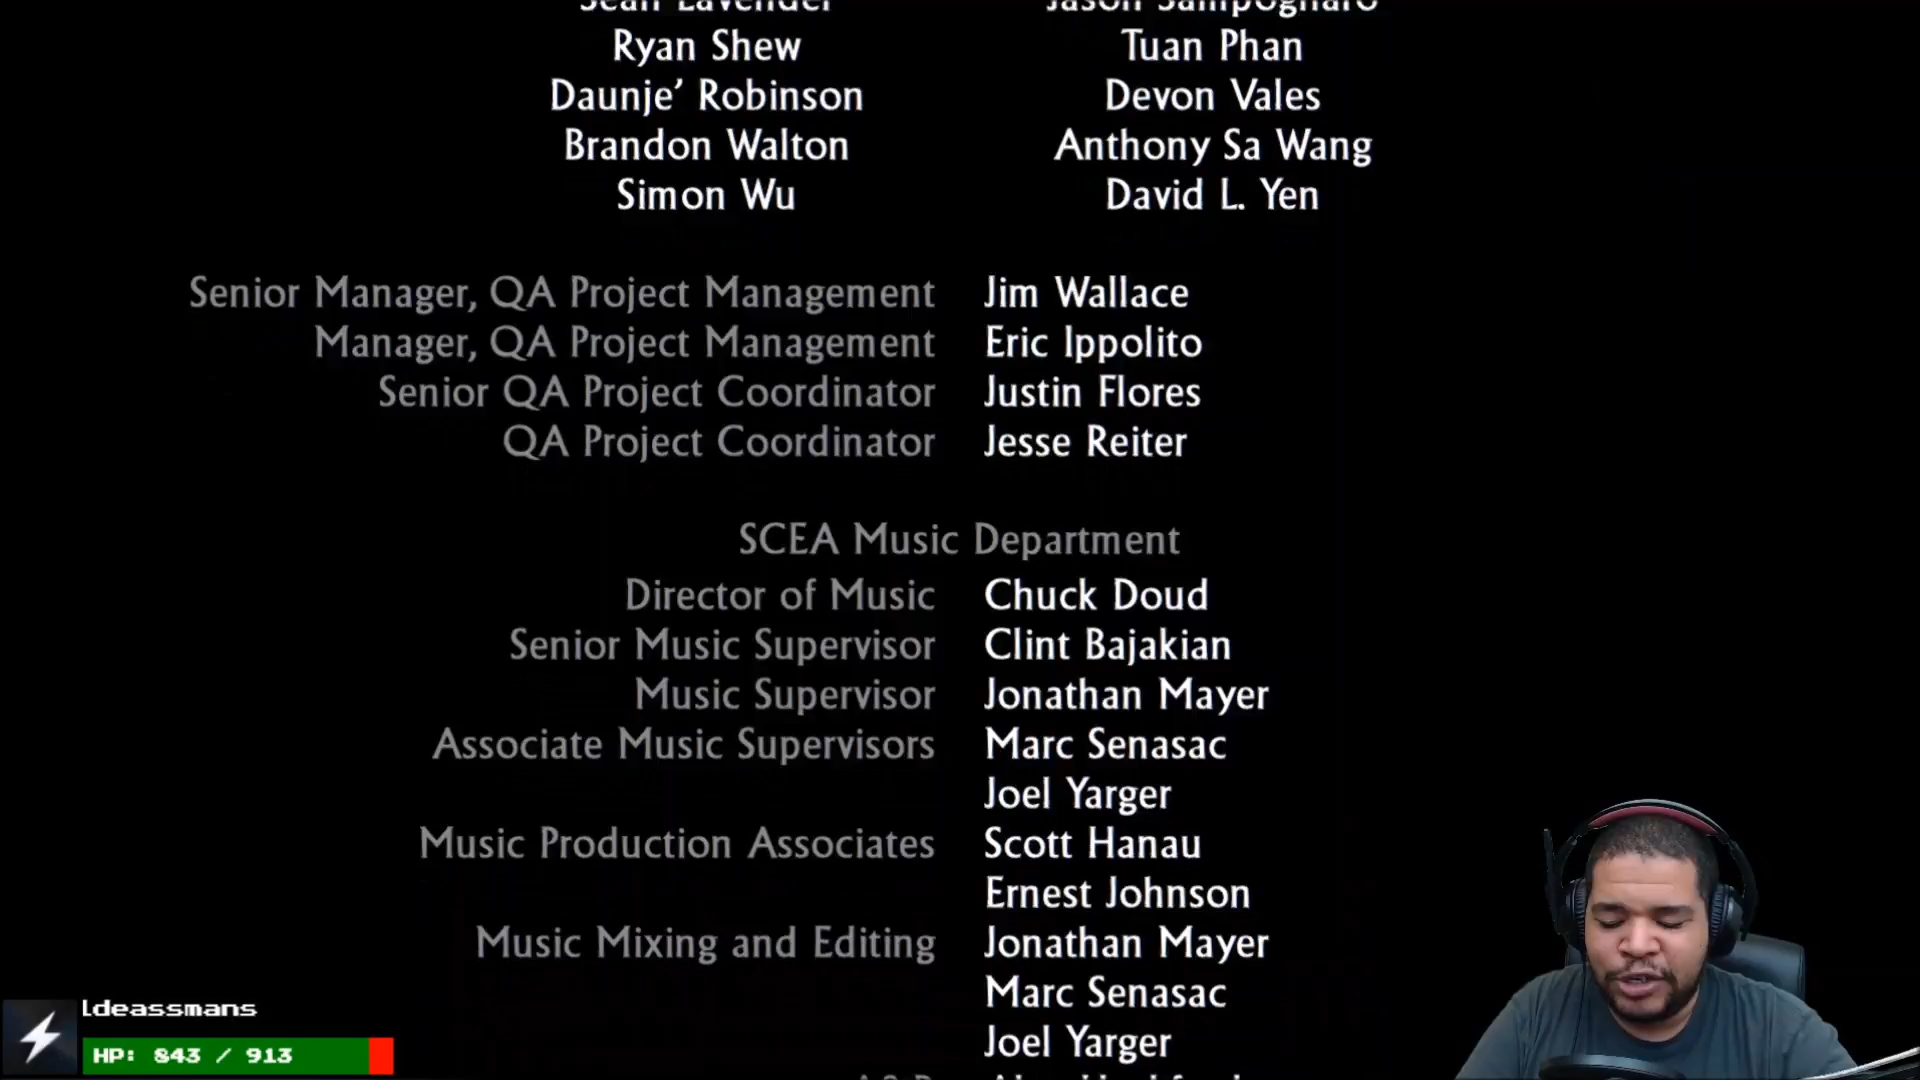 Sean Lavender Jason Sampognaro
Ryan Shew Tuan Phan
Daunje’ Robinson Devon Vales
Brandon Walton Anthony Sa Wang
Simon Wu David L. Yen
Senior Manager, QA Project Management Jim Wallace
Manager, QA Project Management Eric Ippolito
Senior QA Project Coordinator Justin Flores
QA Project Coordinator Jesse Reiter
SCEA Music Department
Director of Music Chuck Doud
Senior Music Supervisor Clint Bajakian
Music Supervisor Jonathan Mayer
Associate Music Supervisors Marc Senasac
Joel Yarger
Music Production Associates Scott Hanau
Ernest Johnson
Music Mixing and Editing Jonathan Mayer
Marc Senasac
Joel Yarger
ldeassmans
HP: 843 / 913